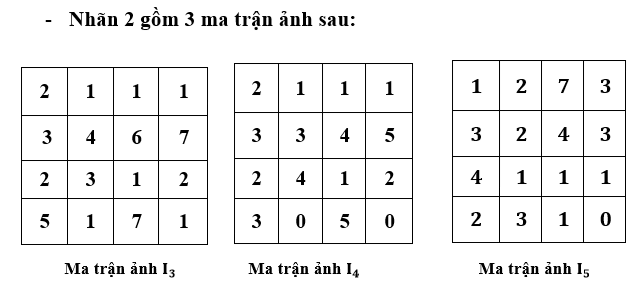 - Nhãn 2 gồm 3 ma trận ảnh sau:
2 1 1 1
3 4 6 7
2 3 1 2
5 1 7 1
Ma trận ảnh I₃
2 1 1 1
3 3 4 5
2 4 1 2
3 0 5 0
Ma trận ảnh I₄
1 2 7 3
3 2 4 3
4 1 1 1
2 3 1 0
Ma trận ảnh I₅